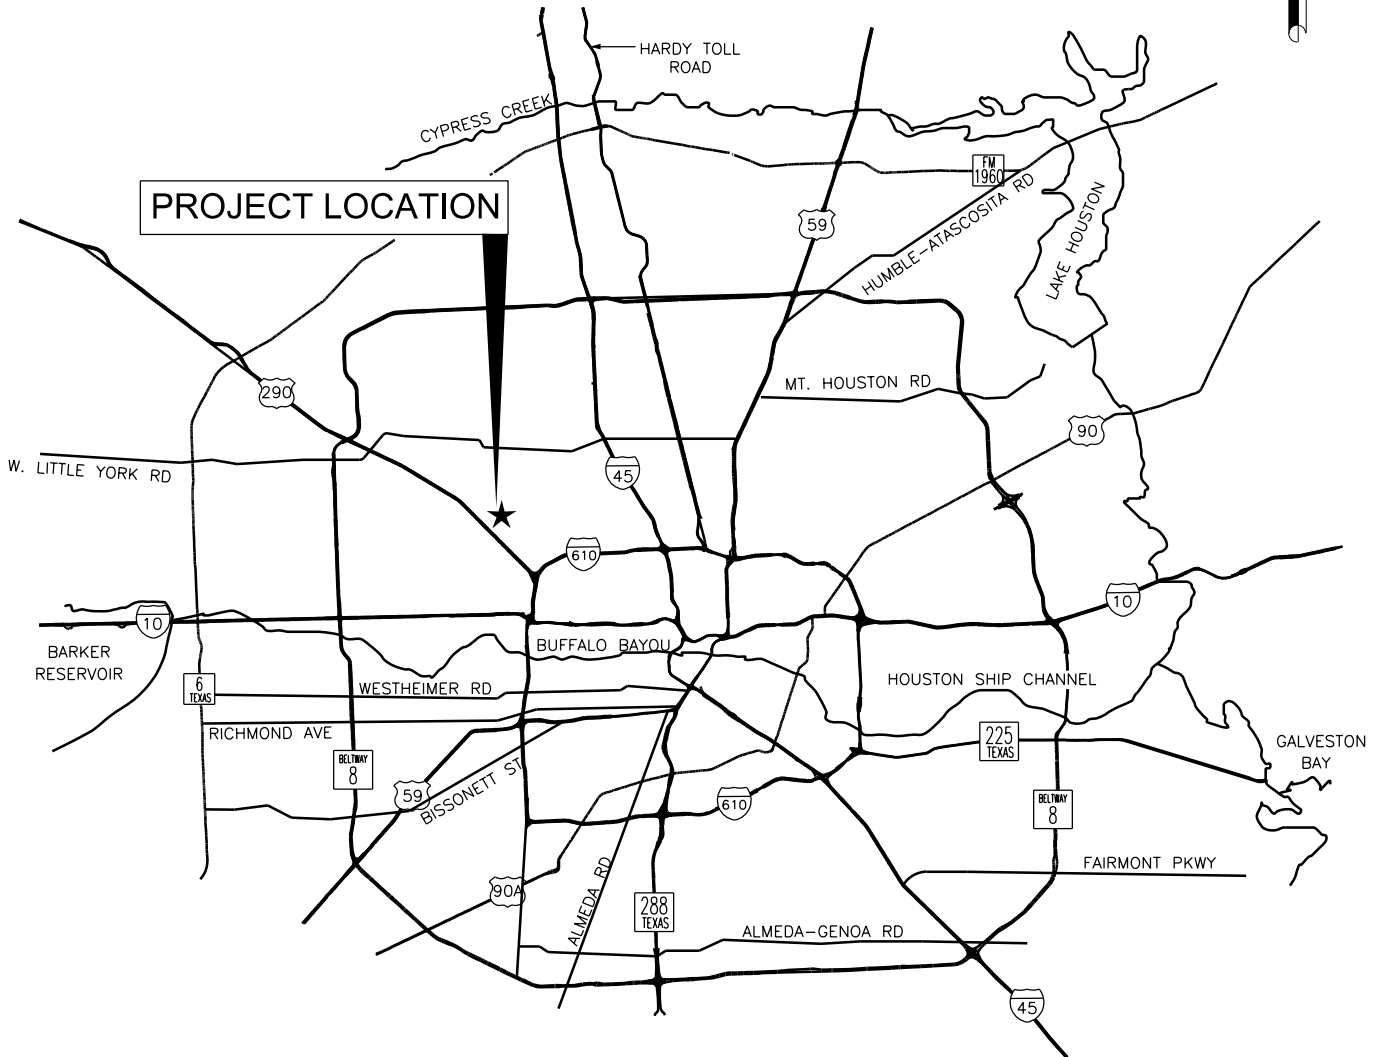 HARDY TOLL
ROAD
CYPRESS CREEK
FM
1960
PROJECT LOCATION
59
HUMBLE-ATASCOSITA RD
LAKE HOUSTON
290
MT. HOUSTON RD
90
W. LITTLE YORK RD
45
610
10
10
BARKER
RESERVOIR
BUFFALO BAYOU
6
TEXAS
WESTHEIMER RD
HOUSTON SHIP CHANNEL
RICHMOND AVE
225
TEXAS
GALVESTON
BAY
BELTWAY
8
59
BISSONETT ST
610
BELTWAY
8
FAIRMONT PKWY
90A
ALMEDA RD
288
TEXAS
ALMEDA-GENOA RD
45